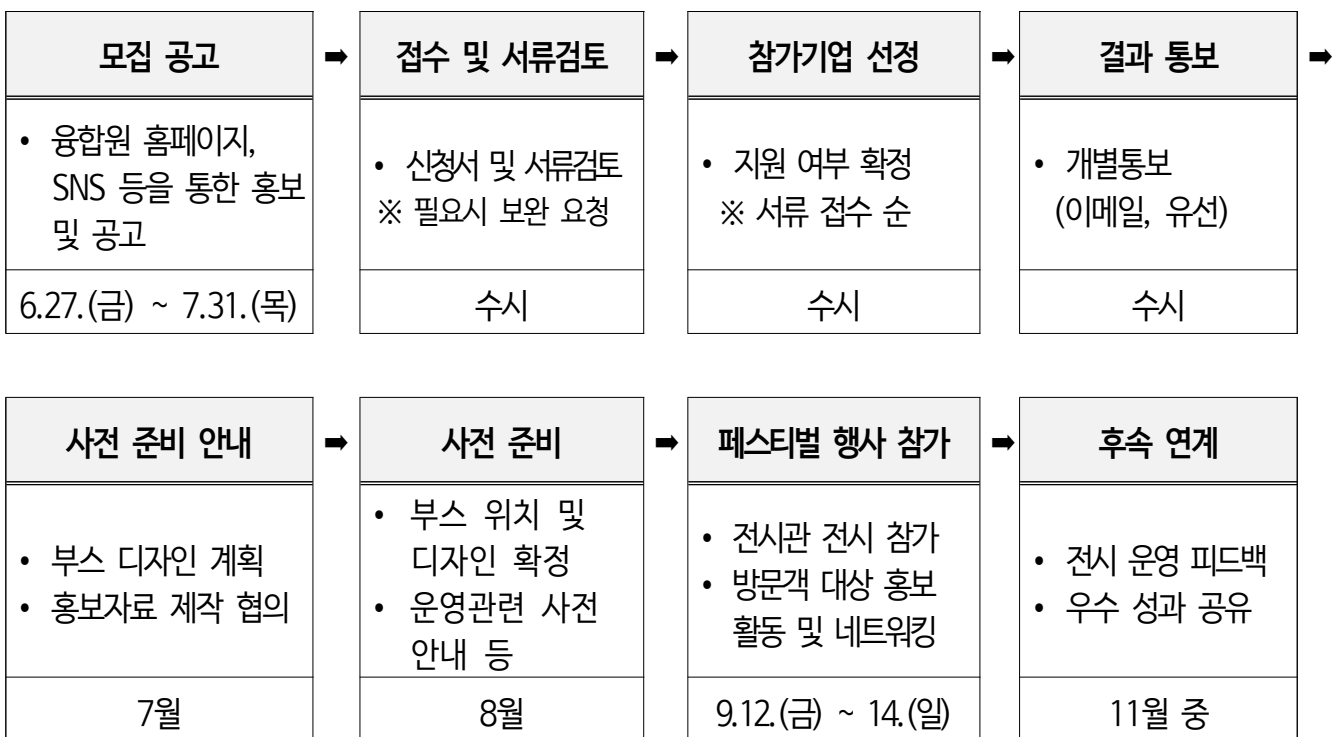 모집 공고 ➡ 접수 및 서류검토 ➡ 참가기업 선정 ➡ 결과 통보 ➡
• 융합원 홈페이지,
SNS 등을 통한 홍보
및 공고
• 신청서 및 서류검토
※ 필요시 보완 요청
• 지원 여부 확정
※ 서류 접수 순
• 개별통보
(이메일, 유선)
6.27.(금) ~ 7.31.(목) 수시 수시 수시
사전 준비 안내 ➡ 사전 준비 ➡ 페스티벌 행사 참가 ➡ 후속 연계
• 부스 디자인 계획
• 홍보자료 제작 협의
• 부스 위치 및
디자인 확정
• 운영관련 사전
안내 등
• 전시관 전시 참가
• 방문객 대상 홍보
활동 및 네트워킹
• 전시 운영 피드백
• 우수 성과 공유
7월 8월 9.12.(금) ~ 14.(일) 11월 중